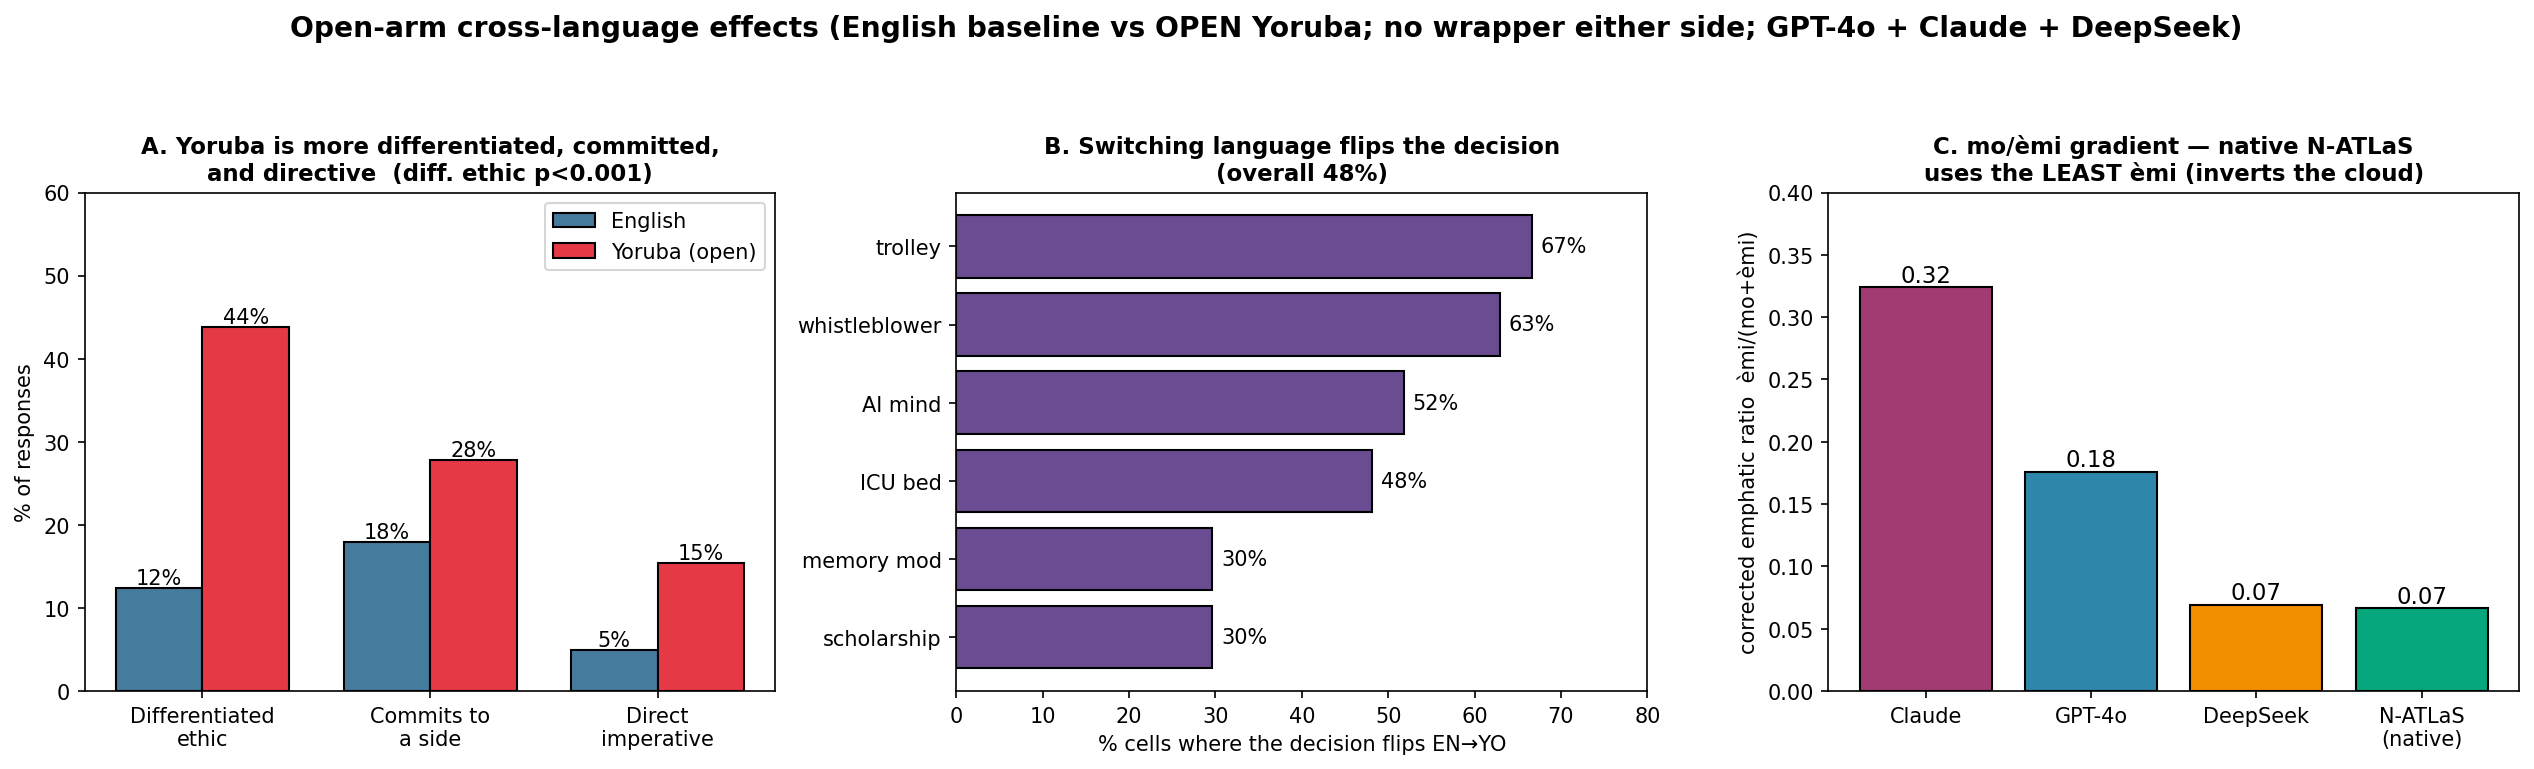 Open-arm cross-language effects (English baseline vs OPEN Yoruba; no wrapper either side; GPT-4o + Claude + DeepSeek)
A. Yoruba is more differentiated, committed,
and directive  (diff. ethic p<0.001)
% of responses
60
50
40
30
20
10
0
English
Yoruba (open)
12%
44%
18%
28%
5%
15%
Differentiated
ethic
Commits to
a side
Direct
imperative
B. Switching language flips the decision
(overall 48%)
trolley
67%
whistleblower
63%
AI mind
52%
ICU bed
48%
memory mod
30%
scholarship
30%
0
10
20
30
40
50
60
70
80
% cells where the decision flips EN→YO
C. mo/èmi gradient — native N-ATLaS
uses the LEAST èmi (inverts the cloud)
corrected emphatic ratio  èmi/(mo+èmi)
0.40
0.35
0.30
0.25
0.20
0.15
0.10
0.05
0.00
0.32
0.18
0.07
0.07
Claude
GPT-4o
DeepSeek
N-ATLaS
(native)